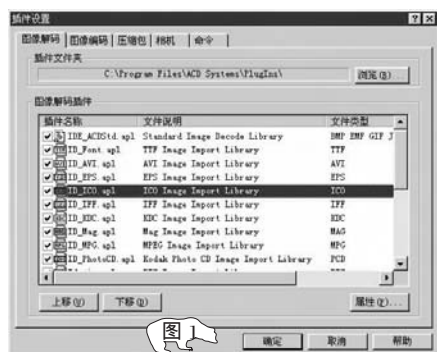 插件设置
图像解码 图像编码 压缩包 相机 命令
插件文件夹
C:\Program Files\ACD Systems\PlugIns\ 浏览(B)...
图像解码插件
插件名称 文件说明 文件类型
IDE_ACDStd.apl Standard Image Decode Library BMP EMF GIF J
ID_Font.apl TTF Image Import Library TTF
ID_AVI.apl AVI Image Import Library AVI
ID_EPS.apl EPS Image Import Library EPS
ID_ICO.apl ICO Image Import Library ICO
ID_IFF.apl IFF Image Import Library IFF
ID_KDC.apl KDC Image Import Library KDC
ID_Mag.apl Mag Image Import Library MAG
ID_MPG.apl MPEG Image Import Library MPG
ID_PhotoCD.apl Kodak Photo CD Image Import Library PCD
上移(U) 下移(D) 属性(P)...
图 1
确定 取消 帮助